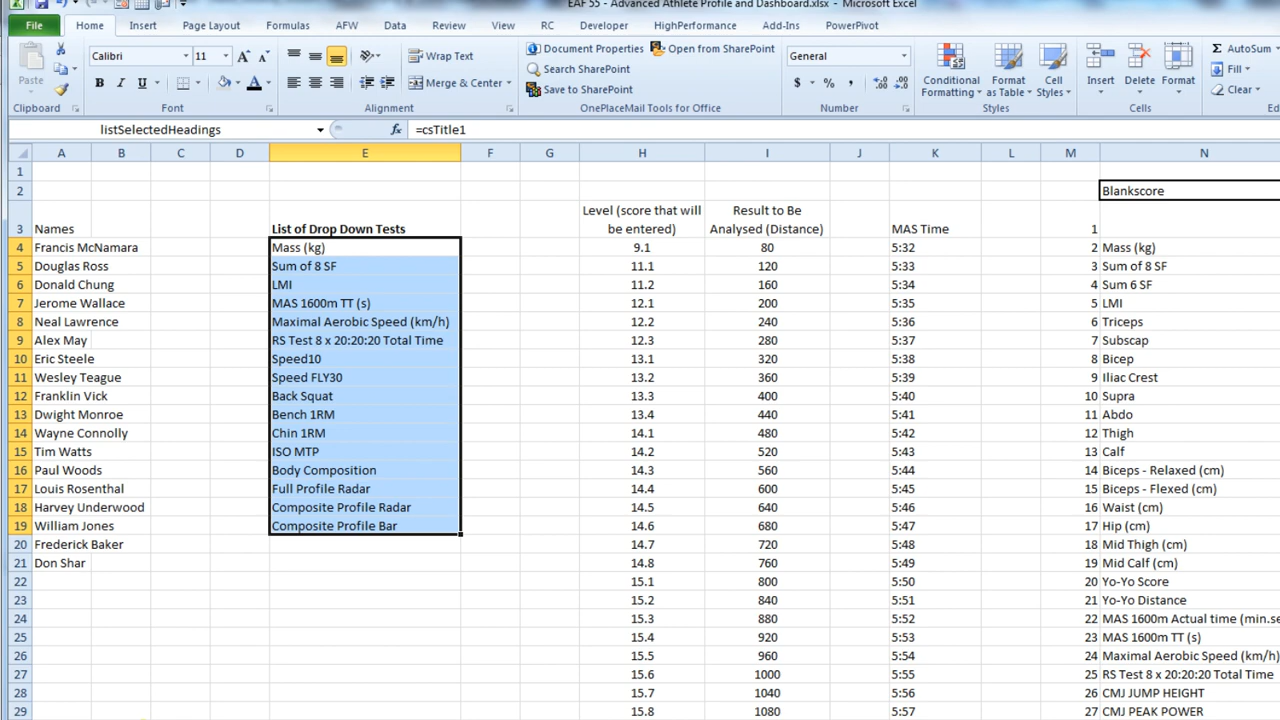 EAF 55 - Advanced Athlete Profile and Dashboard.xlsx - Microsoft Excel
File Home Insert Page Layout Formulas AFW Data Review View RC Developer HighPerformance Add-Ins PowerPivot
Paste
Calibri 11
B I U
Wrap Text
Merge & Center
Document Properties Open from SharePoint
Search SharePoint
Save to SharePoint
General
$ % ,
Conditional Formatting
Format as Table
Cell Styles
Insert
Delete
Format
Σ AutoSum
Fill
Clear
Clipboard Font Alignment OnePlaceMail Tools for Office Number Styles Cells
listSelectedHeadings fx =csTitle1
A B C D E F G H I J K L M N
1
2 Blankscore
3 Names List of Drop Down Tests Level (score that will be entered) Result to Be Analysed (Distance) MAS Time 1
4 Francis McNamara Mass (kg) 9.1 80 5:32 2 Mass (kg)
5 Douglas Ross Sum of 8 SF 11.1 120 5:33 3 Sum of 8 SF
6 Donald Chung LMI 11.2 160 5:34 4 Sum 6 SF
7 Jerome Wallace MAS 1600m TT (s) 12.1 200 5:35 5 LMI
8 Neal Lawrence Maximal Aerobic Speed (km/h) 12.2 240 5:36 6 Triceps
9 Alex May RS Test 8 x 20:20:20 Total Time 12.3 280 5:37 7 Subscap
10 Eric Steele Speed10 13.1 320 5:38 8 Bicep
11 Wesley Teague Speed FLY30 13.2 360 5:39 9 Iliac Crest
12 Franklin Vick Back Squat 13.3 400 5:40 10 Supra
13 Dwight Monroe Bench 1RM 13.4 440 5:41 11 Abdo
14 Wayne Connolly Chin 1RM 14.1 480 5:42 12 Thigh
15 Tim Watts ISO MTP 14.2 520 5:43 13 Calf
16 Paul Woods Body Composition 14.3 560 5:44 14 Biceps - Relaxed (cm)
17 Louis Rosenthal Full Profile Radar 14.4 600 5:45 15 Biceps - Flexed (cm)
18 Harvey Underwood Composite Profile Radar 14.5 640 5:46 16 Waist (cm)
19 William Jones Composite Profile Bar 14.6 680 5:47 17 Hip (cm)
20 Frederick Baker 14.7 720 5:48 18 Mid Thigh (cm)
21 Don Shar 14.8 760 5:49 19 Mid Calf (cm)
22 15.1 800 5:50 20 Yo-Yo Score
23 15.2 840 5:51 21 Yo-Yo Distance
24 15.3 880 5:52 22 MAS 1600m Actual time (min.se
25 15.4 920 5:53 23 MAS 1600m TT (s)
26 15.5 960 5:54 24 Maximal Aerobic Speed (km/h)
27 15.6 1000 5:55 25 RS Test 8 x 20:20:20 Total Time
28 15.7 1040 5:56 26 CMJ JUMP HEIGHT
29 15.8 1080 5:57 27 CMJ PEAK POWER